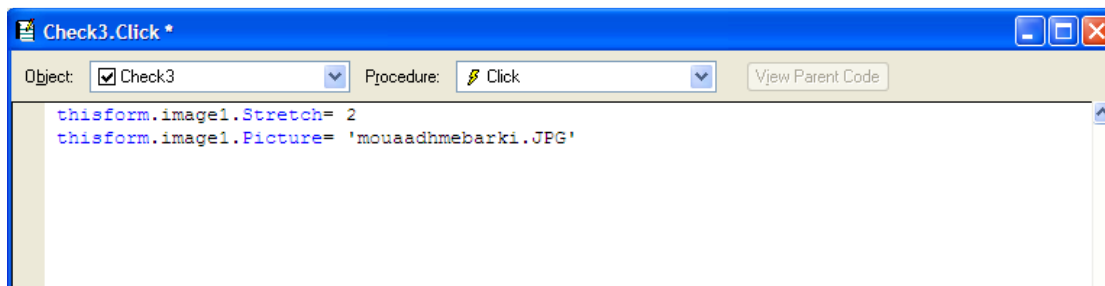 Check3.Click *
Object: Check3 Procedure: Click View Parent Code
thisform.image1.Stretch= 2
thisform.image1.Picture= 'mouaadhmebarki.JPG'